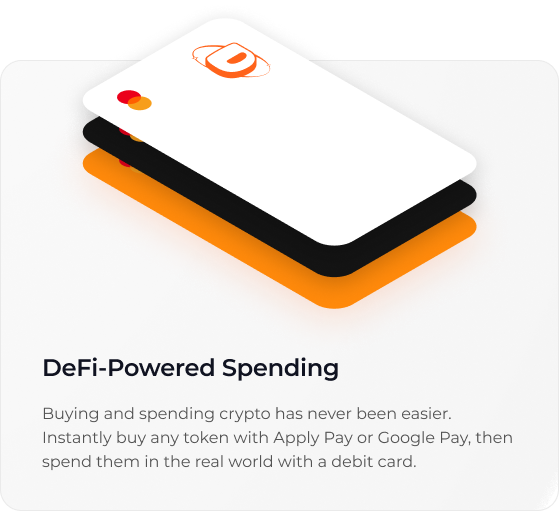 D
DeFi-Powered Spending
Buying and spending crypto has never been easier.
Instantly buy any token with Apply Pay or Google Pay, then
spend them in the real world with a debit card.